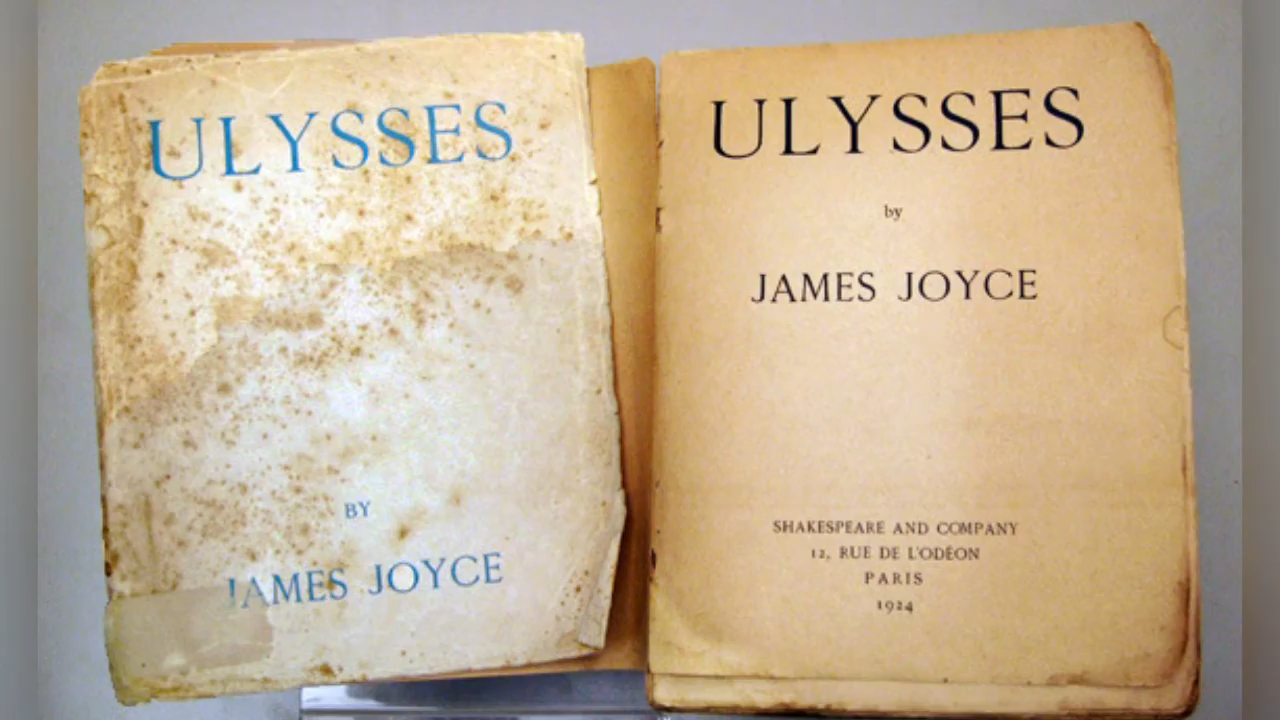 ULYSSES
BY
JAMES JOYCE
ULYSSES
by
JAMES JOYCE
SHAKESPEARE AND COMPANY
12, RUE DE L'ODÉON
PARIS
1924